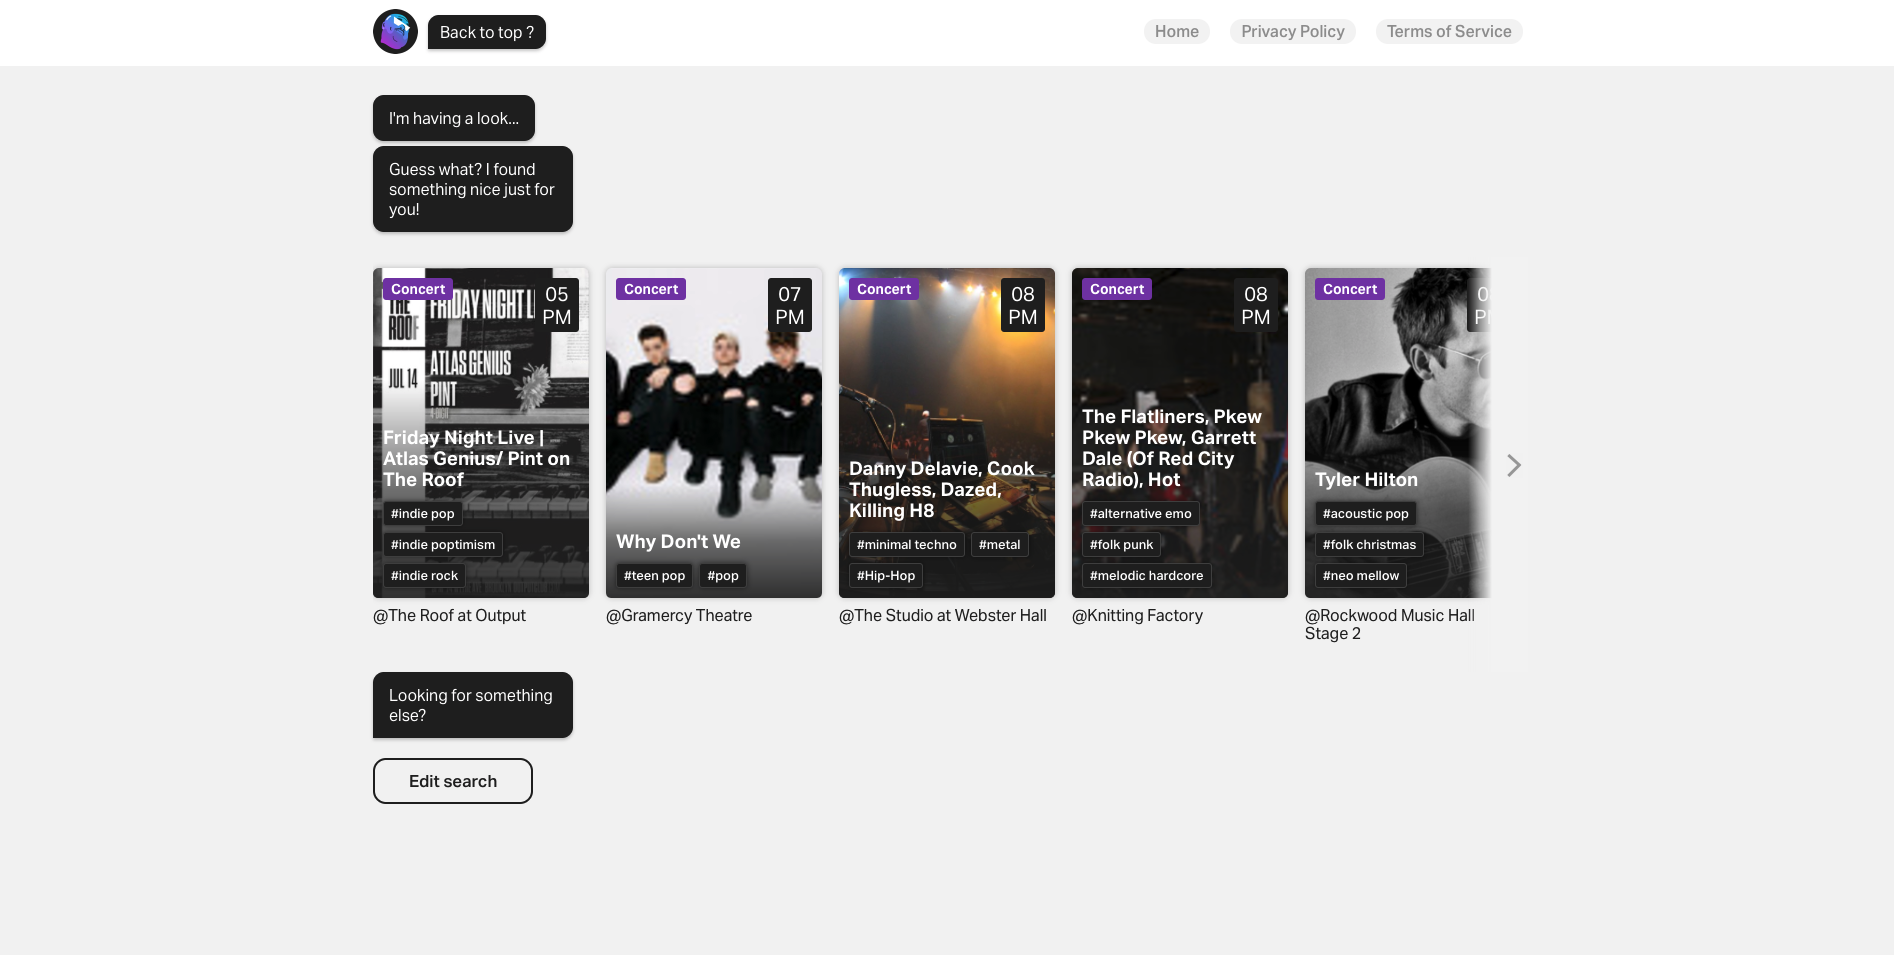 Back to top ?
Home
Privacy Policy
Terms of Service
I'm having a look...
Guess what? I found
something nice just for
you!
Concert
05
PM
THE
ROOF
FRIDAY NIGHT
JUL 14
ATLAS GENIUS
PINT
Friday Night Live |
Atlas Genius/ Pint on
The Roof
#indie pop
#indie poptimism
#indie rock
@The Roof at Output
Concert
07
PM
Why Don't We
#teen pop #pop
@Gramercy Theatre
Concert
08
PM
Danny Delavie, Cook
Thugless, Dazed,
Killing H8
#minimal techno #metal
#Hip-Hop
@The Studio at Webster Hall
Concert
08
PM
The Flatliners, Pkew
Pkew Pkew, Garrett
Dale (Of Red City
Radio), Hot
#alternative emo
#folk punk
#melodic hardcore
@Knitting Factory
Concert
Tyler Hilton
#acoustic pop
#folk christmas
#neo mellow
@Rockwood Music Hall
Stage 2
Looking for something
else?
Edit search